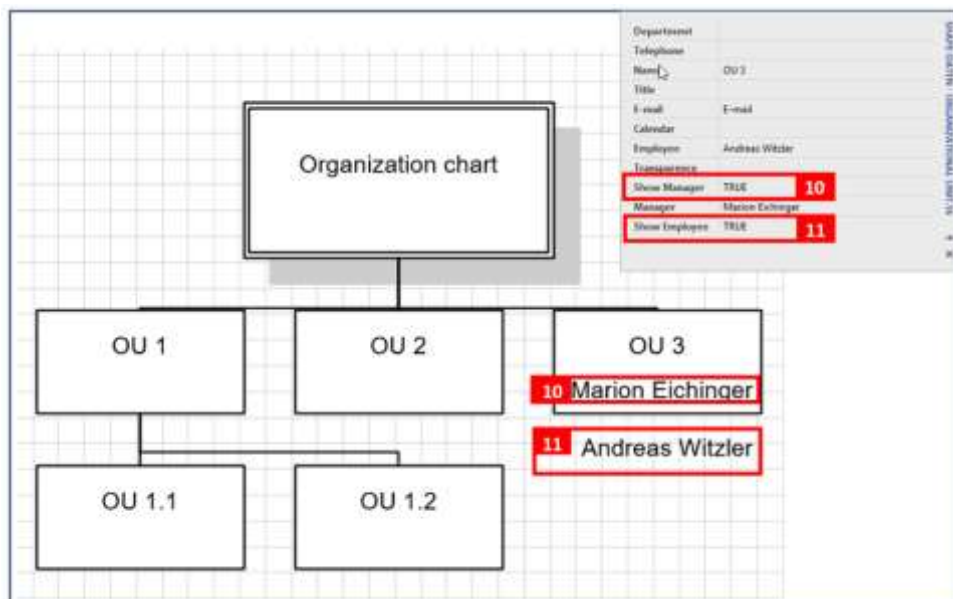 Department
Telephone
Name OU 3
Title
E-mail E-mail
Calendar
Employee Andreas Witzler
Transparence
Show Manager TRUE 10
Manager Marion Eichinger
Show Employee TRUE 11
Organization chart
OU 1 OU 2 OU 3
10 Marion Eichinger
11 Andreas Witzler
OU 1.1 OU 1.2